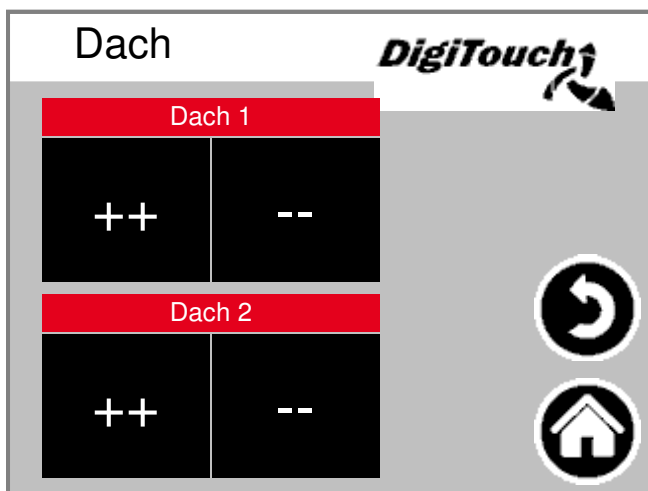 Dach
DigiTouch
Dach 1
++ --
Dach 2
++ --